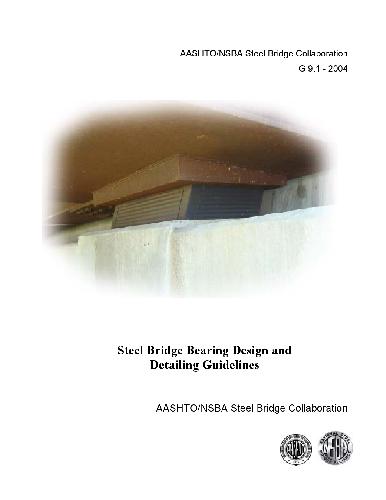 AASHTO/NSBA Steel Bridge Collaboration
G 9.1 - 2004
Steel Bridge Bearing Design and
Detailing Guidelines
AASHTO/NSBA Steel Bridge Collaboration